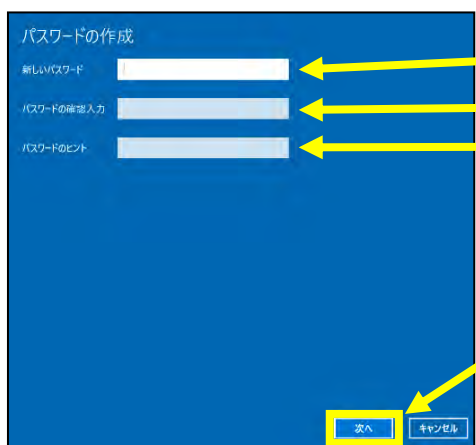 パスワードの作成
新しいパスワード
パスワードの確認入力
パスワードのヒント
次へ
キャンセル